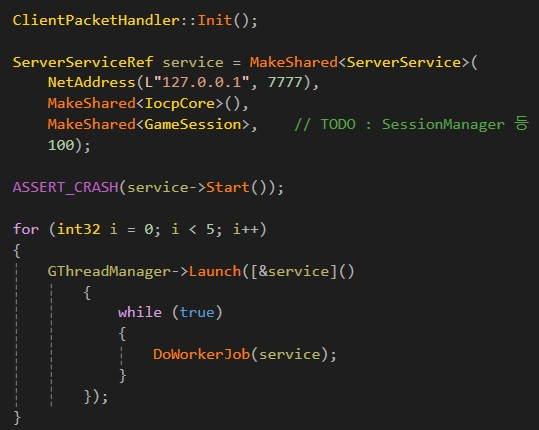 ClientPacketHandler::Init();
ServerServiceRef service = MakeShared<ServerService>(
NetAddress(L"127.0.0.1", 7777),
MakeShared<IocpCore>(),
MakeShared<GameSession>,    // TODO : SessionManager 등
100);
ASSERT_CRASH(service->Start());
for (int32 i = 0; i < 5; i++)
{
GThreadManager->Launch([&service]()
{
while (true)
{
DoWorkerJob(service);
}
});
}